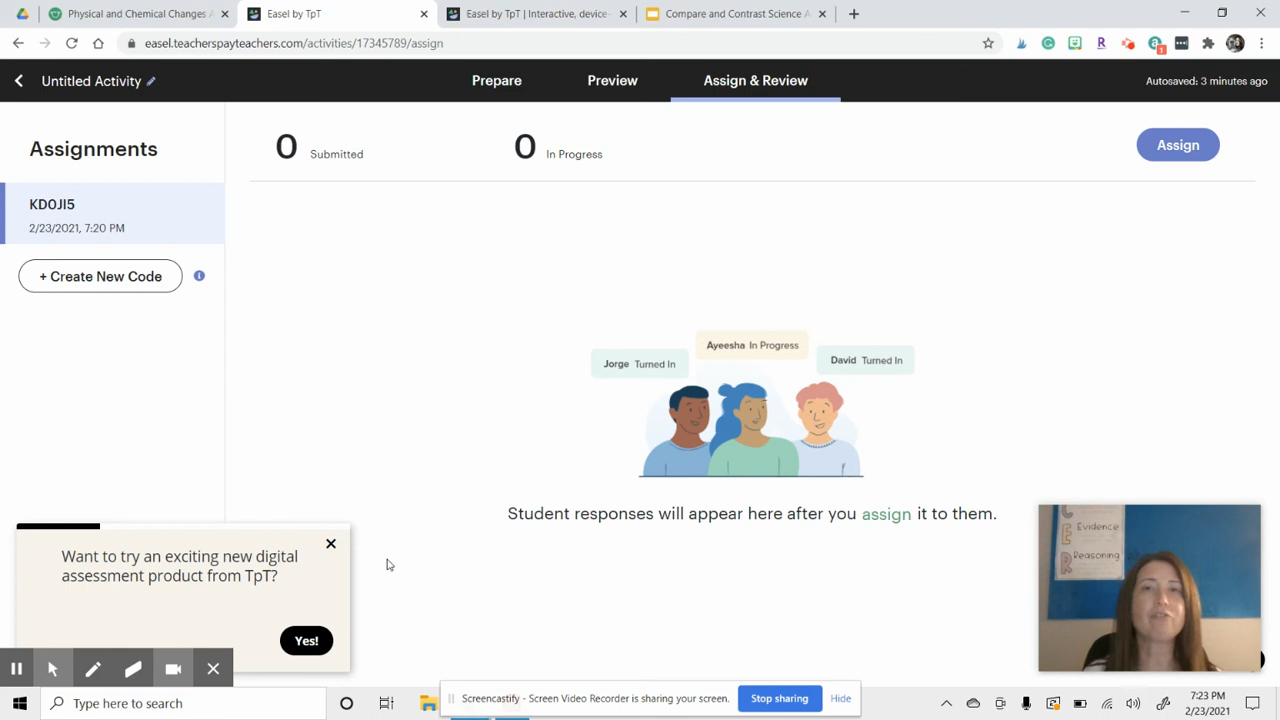 Physical and Chemical Changes A
Easel by TpT
Easel by TpT | Interactive, device-
Compare and Contrast Science A
easel.teacherspayteachers.com/activities/17345789/assign
Untitled Activity
Prepare
Preview
Assign & Review
Autosaved: 3 minutes ago
Assignments
0 Submitted
0 In Progress
Assign
KD0JI5
2/23/2021, 7:20 PM
+ Create New Code
Jorge Turned In
Ayeesha In Progress
David Turned In
Student responses will appear here after you assign it to them.
Evidence
Reasoning
Want to try an exciting new digital
assessment product from TpT?
Yes!
Type here to search
Screencastify - Screen Video Recorder is sharing your screen.
Stop sharing
Hide
7:23 PM
2/23/2021